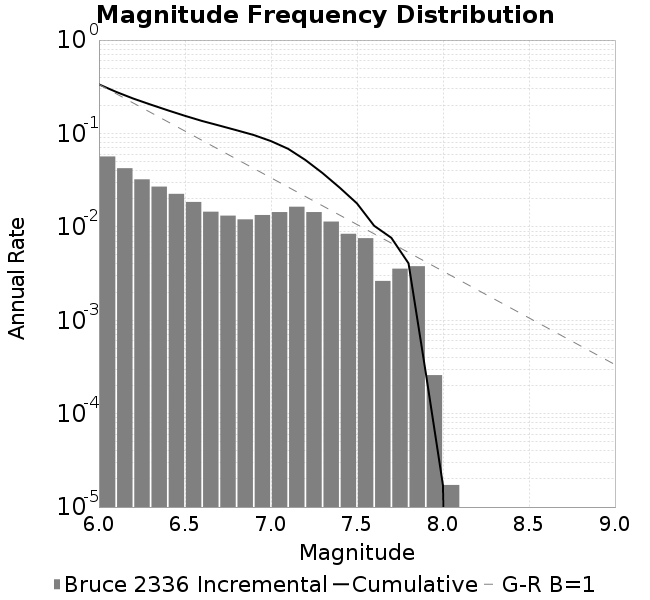 Magnitude Frequency Distribution
10^0
10^-1
10^-2
10^-3
10^-4
10^-5
Annual Rate
6.0 6.5 7.0 7.5 8.0 8.5 9.0
Magnitude
Bruce 2336 Incremental Cumulative G-R B=1